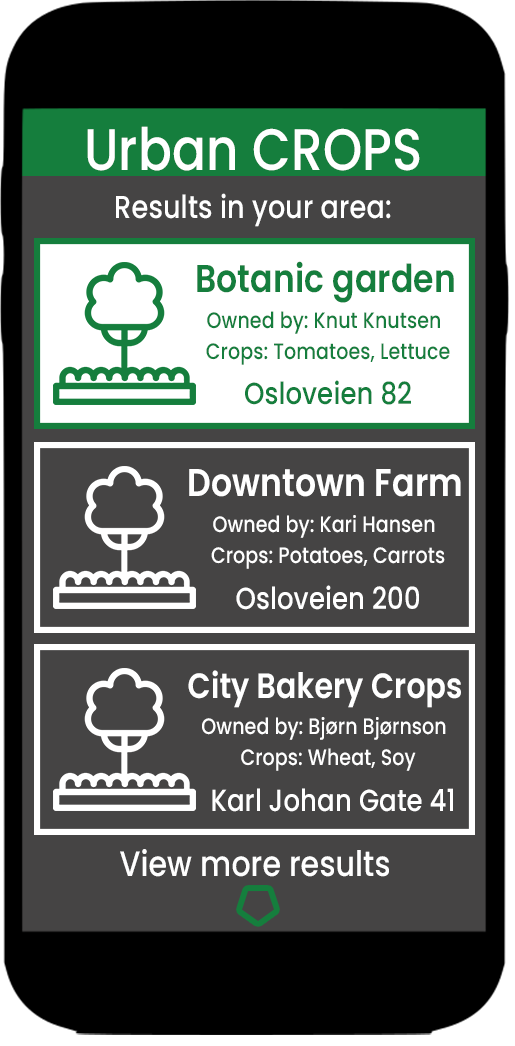 Urban CROPS
Results in your area:
Botanic garden
Owned by: Knut Knutsen
Crops: Tomatoes, Lettuce
Osloveien 82
Downtown Farm
Owned by: Kari Hansen
Crops: Potatoes, Carrots
Osloveien 200
City Bakery Crops
Owned by: Bjørn Bjørnson
Crops: Wheat, Soy
Karl Johan Gate 41
View more results